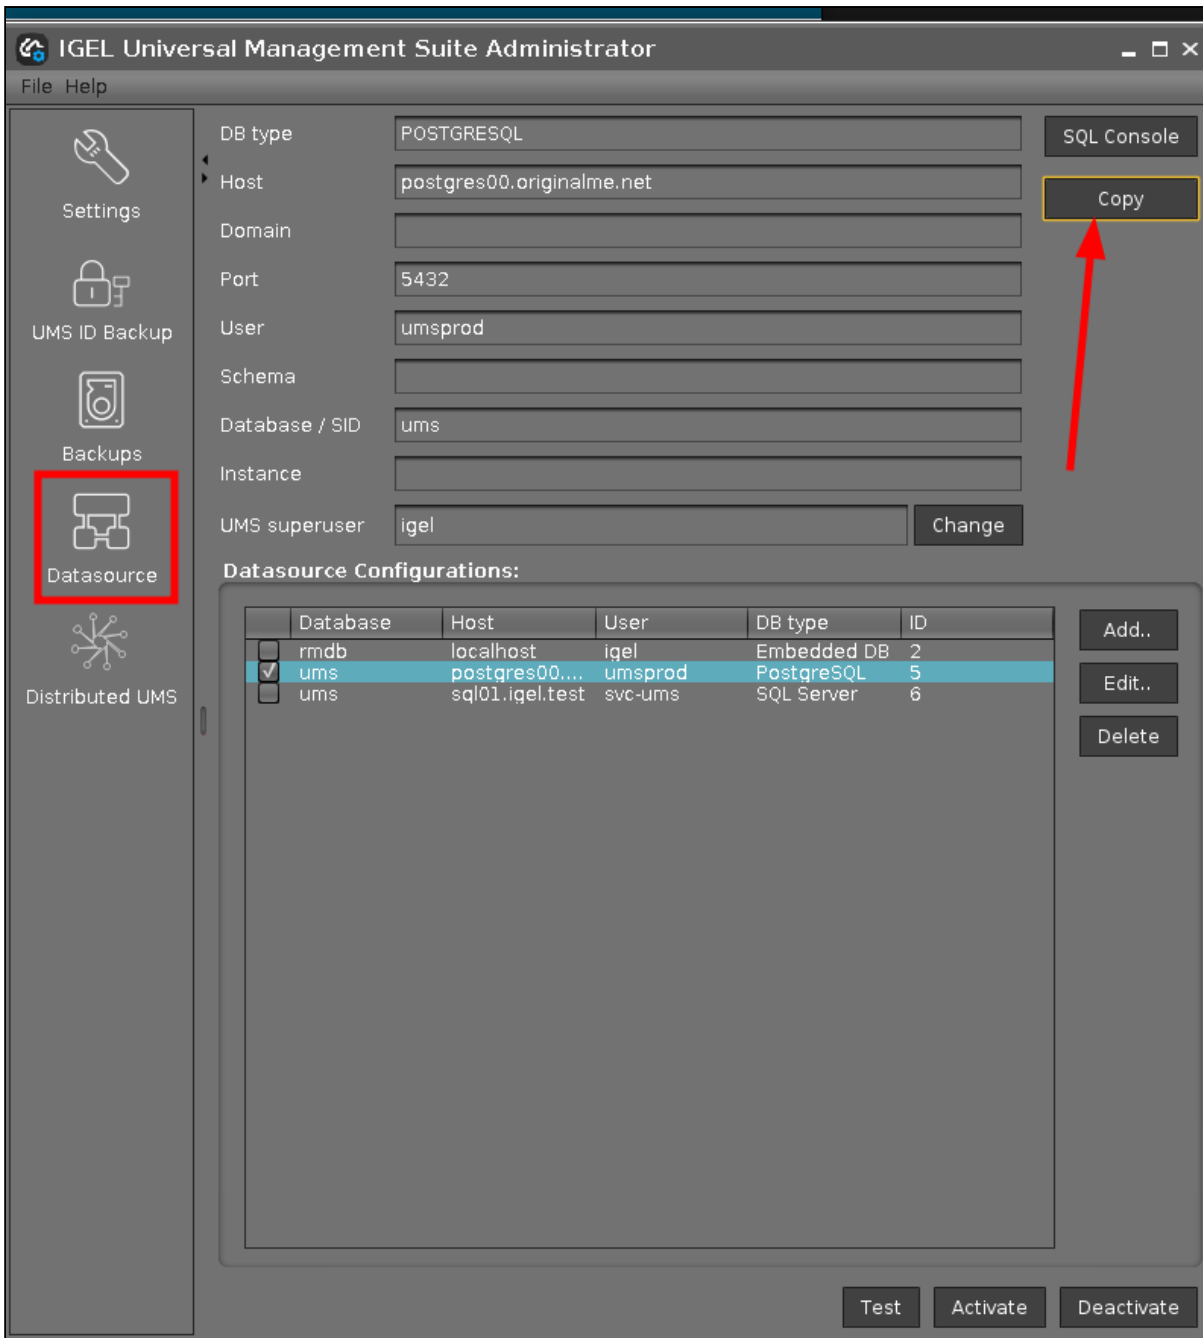 IGEL Universal Management Suite Administrator
File Help
Settings
UMS ID Backup
Backups
Datasource
Distributed UMS
DB type POSTGRESQL
Host postgres00.originalme.net
Domain
Port 5432
User umsprod
Schema
Database / SID ums
Instance
UMS superuser igel Change
SQL Console
Copy
Datasource Configurations:
Database Host User DB type ID
rmdb localhost igel Embedded DB 2
ums postgres00.... umsprod PostgreSQL 5
ums sql01.igel.test svc-ums SQL Server 6
Add..
Edit..
Delete
Test Activate Deactivate